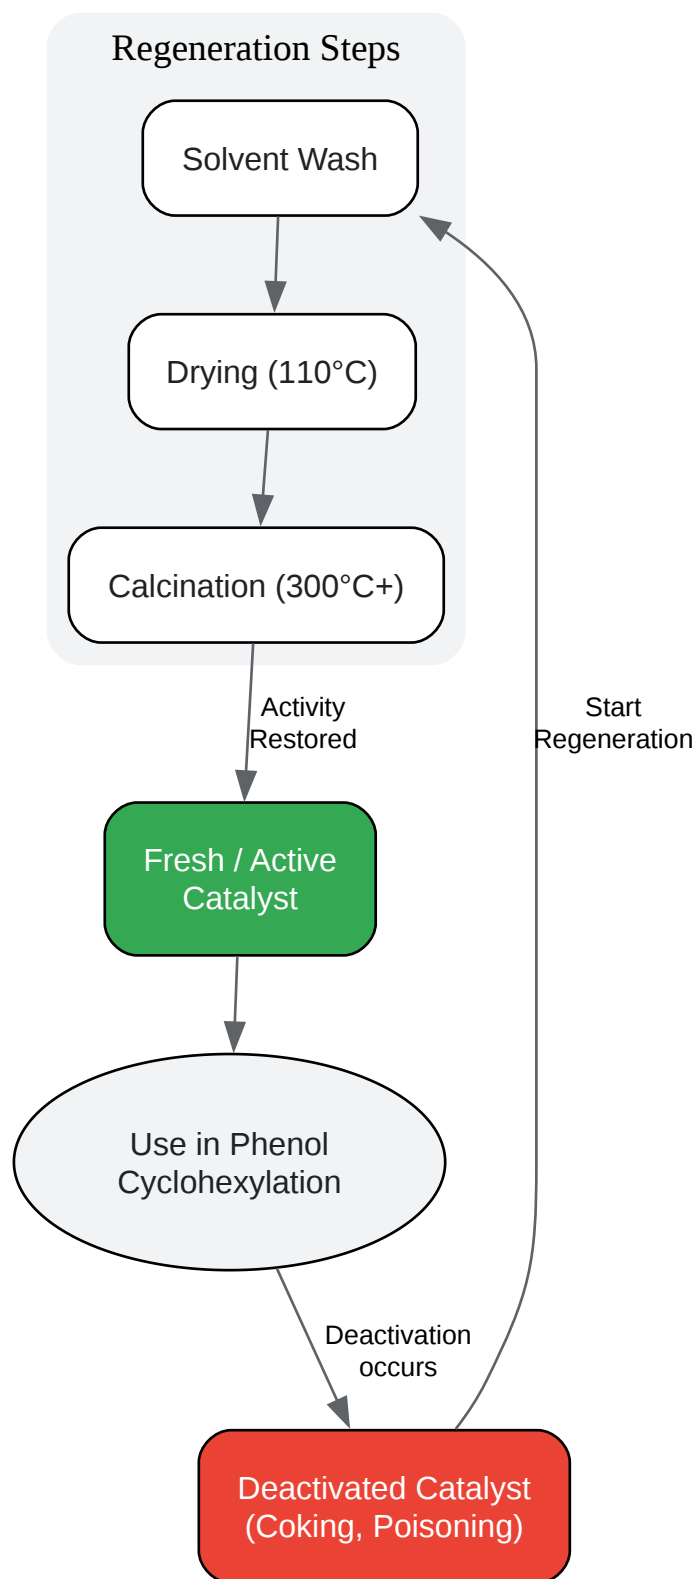 Regeneration Steps
Solvent Wash
Drying (110°C)
Calcination (300°C+)
Activity
Restored
Start
Regeneration
Fresh / Active
Catalyst
Use in Phenol
Cyclohexylation
Deactivation
occurs
Deactivated Catalyst
(Coking, Poisoning)